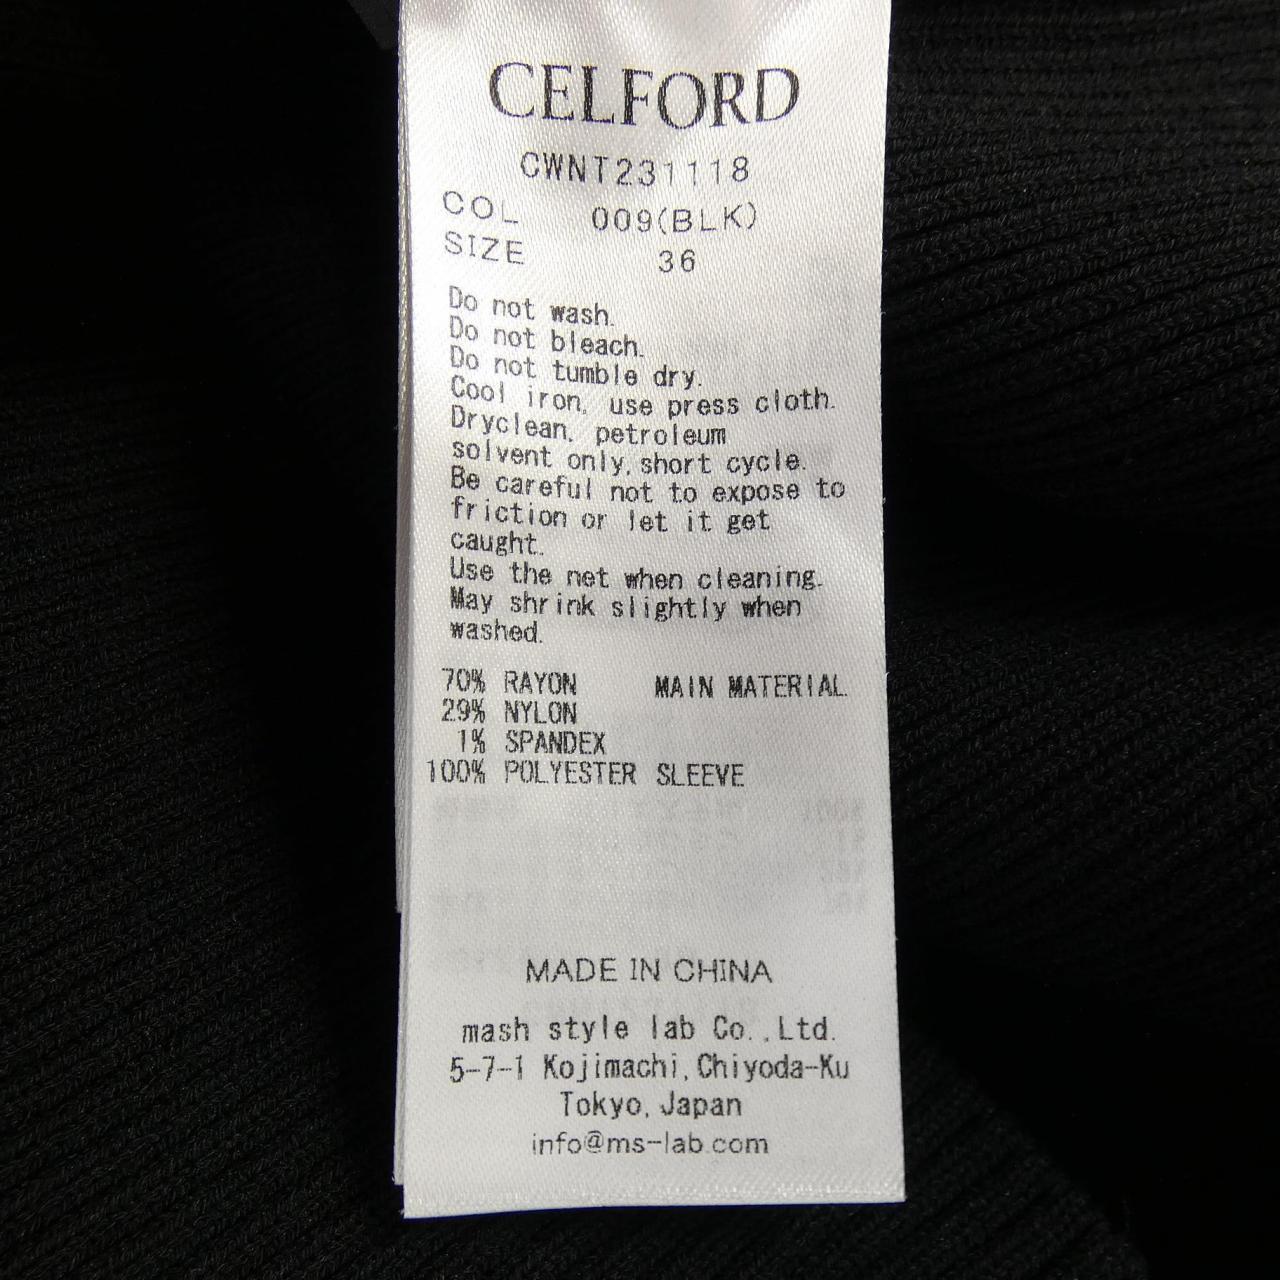 CELFORD
CWNT231118
COL 009(BLK)
SIZE 36
Do not wash.
Do not bleach.
Do not tumble dry.
Cool iron, use press cloth.
Dryclean, petroleum
solvent only, short cycle.
Be careful not to expose to
friction or let it get
caught.
Use the net when cleaning.
May shrink slightly when
washed.
70% RAYON MAIN MATERIAL
29% NYLON
1% SPANDEX
100% POLYESTER SLEEVE
MADE IN CHINA
mash style lab Co.,Ltd.
5-7-1 Kojimachi, Chiyoda-Ku
Tokyo, Japan
info@ms-lab.com